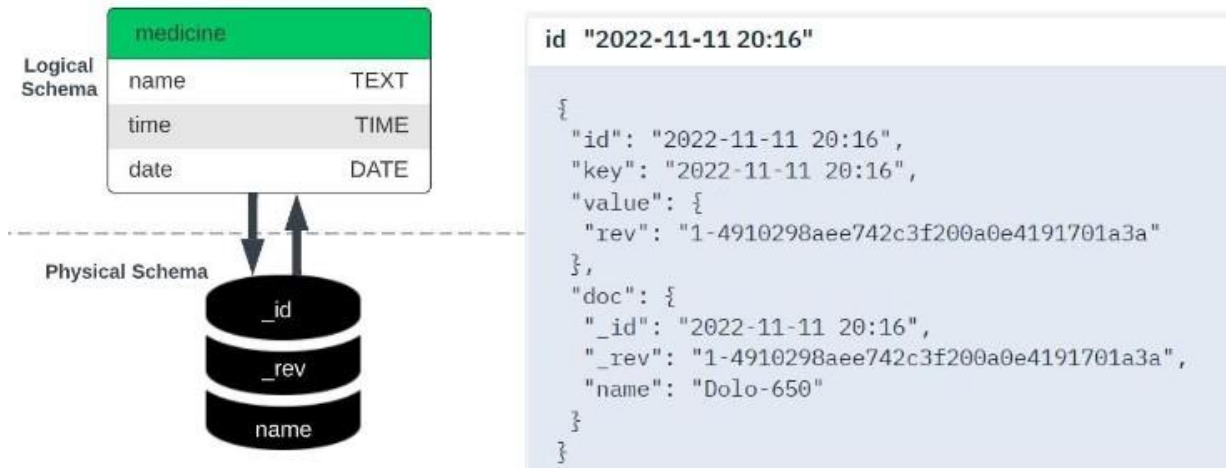 medicine
Logical
Schema
name TEXT
time TIME
date DATE
Physical Schema
_id
_rev
name
id "2022-11-11 20:16"
{
"id": "2022-11-11 20:16",
"key": "2022-11-11 20:16",
"value": {
"rev": "1-4910298aee742c3f200a0e4191701a3a"
},
"doc": {
"_id": "2022-11-11 20:16",
"_rev": "1-4910298aee742c3f200a0e4191701a3a",
"name": "Dolo-650"
}
}